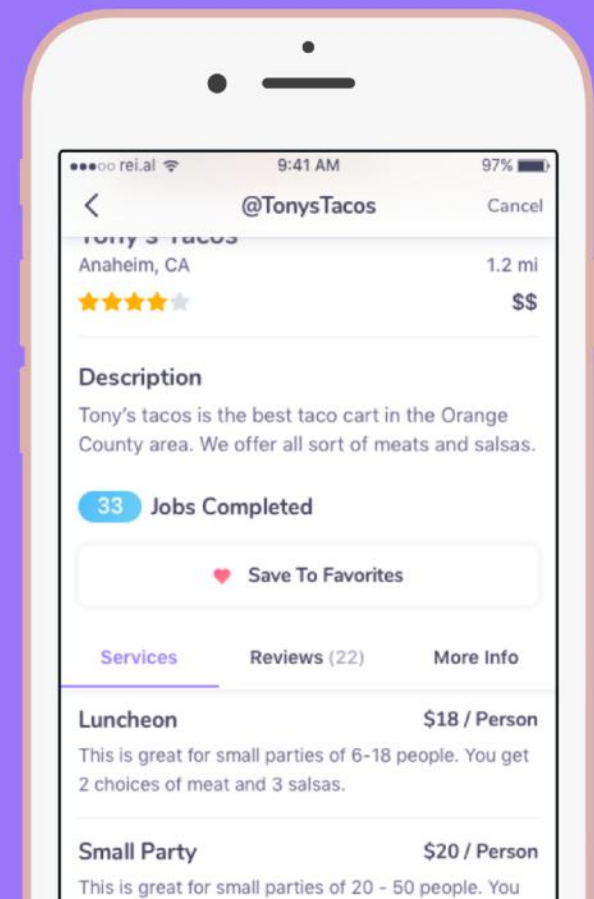 rei.al 9:41 AM 97%
@TonysTacos Cancel
Tony's Tacos
Anaheim, CA 1.2 mi
$$
Description
Tony's tacos is the best taco cart in the Orange
County area. We offer all sort of meats and salsas.
33 Jobs Completed
Save To Favorites
Services Reviews (22) More Info
Luncheon $18 / Person
This is great for small parties of 6-18 people. You get
2 choices of meat and 3 salsas.
Small Party $20 / Person
This is great for small parties of 20 - 50 people. You